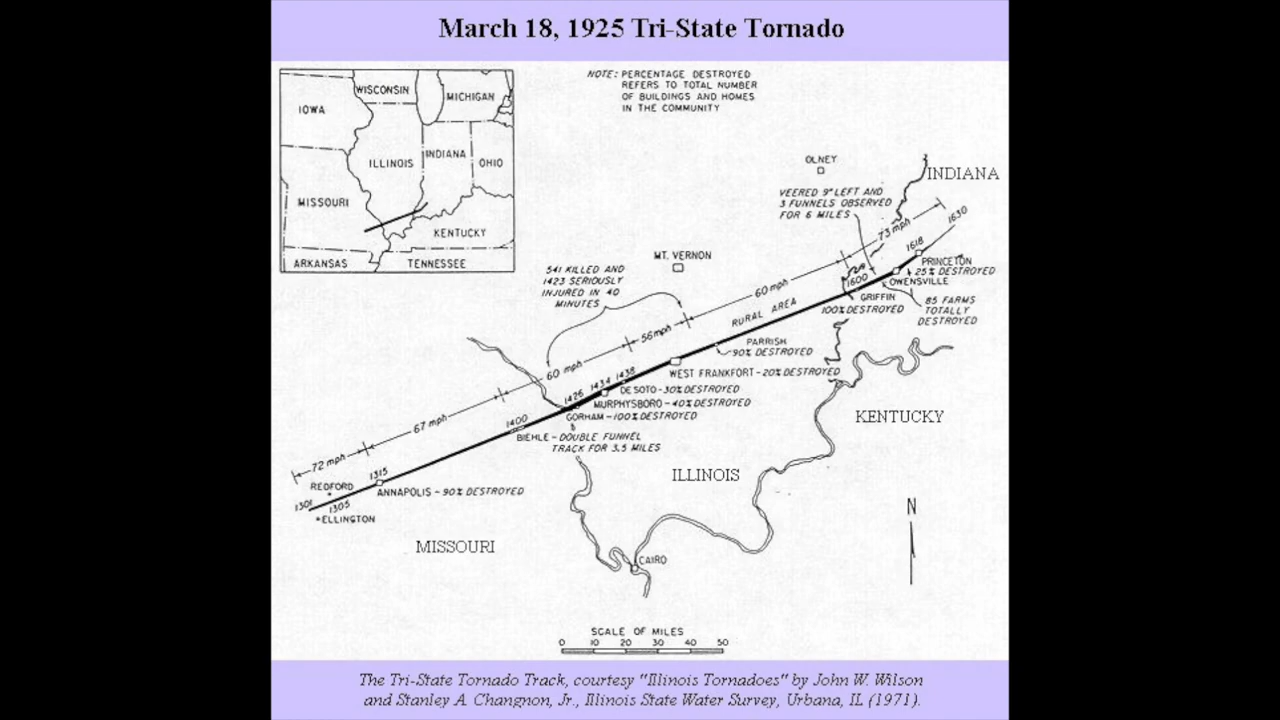 March 18, 1925 Tri-State Tornado
NOTE: PERCENTAGE DESTROYED
REFERS TO TOTAL NUMBER
OF BUILDINGS AND HOMES
IN THE COMMUNITY
WISCONSIN
MICHIGAN
IOWA
ILLINOIS
INDIANA
OHIO
MISSOURI
KENTUCKY
ARKANSAS
TENNESSEE
OLNEY
INDIANA
VEERED 9° LEFT AND
3 FUNNELS OBSERVED
FOR 6 MILES
73 mph
1630
1618
MT. VERNON
PRINCETON
25% DESTROYED
OWENSVILLE
541 KILLED AND
1423 SERIOUSLY
INJURED IN 40
MINUTES
60 mph
1600
GRIFFIN
100% DESTROYED
85 FARMS
TOTALLY
DESTROYED
RURAL AREA
56 mph
PARRISH
90% DESTROYED
60 mph
WEST FRANKFORT - 20% DESTROYED
1438
1434
1426
DE SOTO - 30% DESTROYED
MURPHYSBORO - 40% DESTROYED
GORHAM - 100% DESTROYED
KENTUCKY
67 mph
1400
BIEHLE - DOUBLE FUNNEL
TRACK FOR 3.5 MILES
72 mph
1315
ILLINOIS
REDFORD
ANNAPOLIS - 90% DESTROYED
1301
1305
ELLINGTON
N
MISSOURI
CAIRO
SCALE OF MILES
0 10 20 30 40 50
The Tri-State Tornado Track, courtesy "Illinois Tornadoes" by John W. Wilson
and Stanley A. Changnon, Jr., Illinois State Water Survey, Urbana, IL (1971).